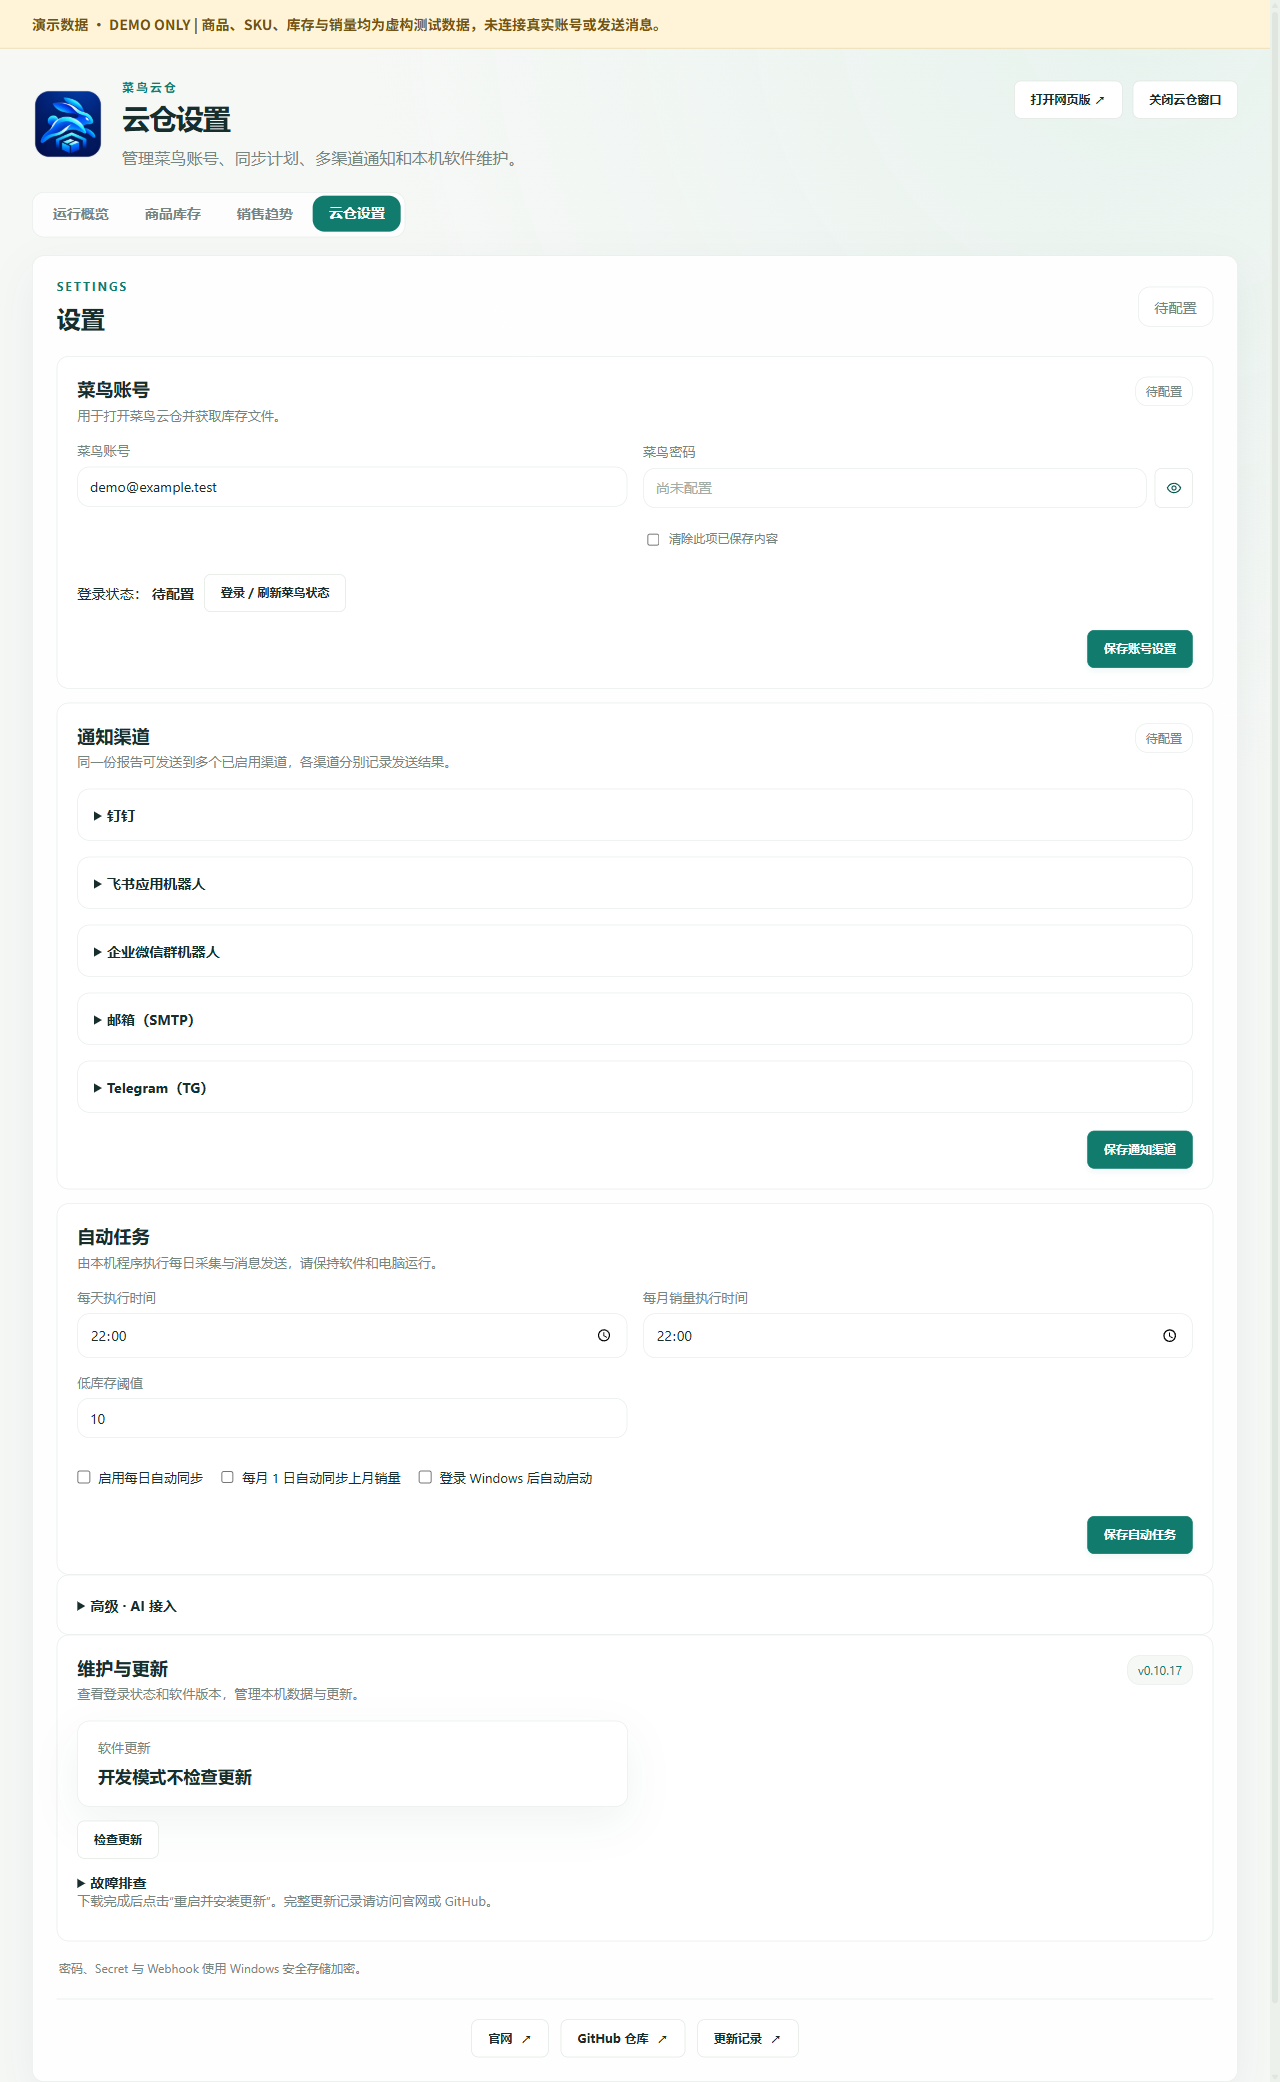 演示数据 • DEMO ONLY | 商品、SKU、库存与销量均为虚构测试数据，未连接真实账号或发送消息。
菜鸟云仓
云仓设置
管理菜鸟账号、同步计划、多渠道通知和本机软件维护。
打开网页版 ↗
关闭云仓窗口
运行概览
商品库存
销售趋势
云仓设置
SETTINGS
设置
待配置
菜鸟账号
用于打开菜鸟云仓并获取库存文件。
待配置
菜鸟账号
demo@example.test
菜鸟密码
尚未配置
清除此项已保存内容
登录状态： 待配置
登录 / 刷新菜鸟状态
保存账号设置
通知渠道
同一份报告可发送到多个已启用渠道，各渠道分别记录发送结果。
待配置
▶ 钉钉
▶ 飞书应用机器人
▶ 企业微信群机器人
▶ 邮箱（SMTP）
▶ Telegram（TG）
保存通知渠道
自动任务
由本机程序执行每日采集与消息发送，请保持软件和电脑运行。
每天执行时间
22:00
每月销量执行时间
22:00
低库存阈值
10
启用每日自动同步
每月 1 日自动同步上月销量
登录 Windows 后自动启动
保存自动任务
▶ 高级 · AI 接入
维护与更新
查看登录状态和软件版本，管理本机数据与更新。
v0.10.17
软件更新
开发模式不检查更新
检查更新
▶ 故障排查
下载完成后点击“重启并安装更新”。完整更新记录请访问官网或 GitHub。
密码、Secret 与 Webhook 使用 Windows 安全存储加密。
官网 ↗
GitHub 仓库 ↗
更新记录 ↗